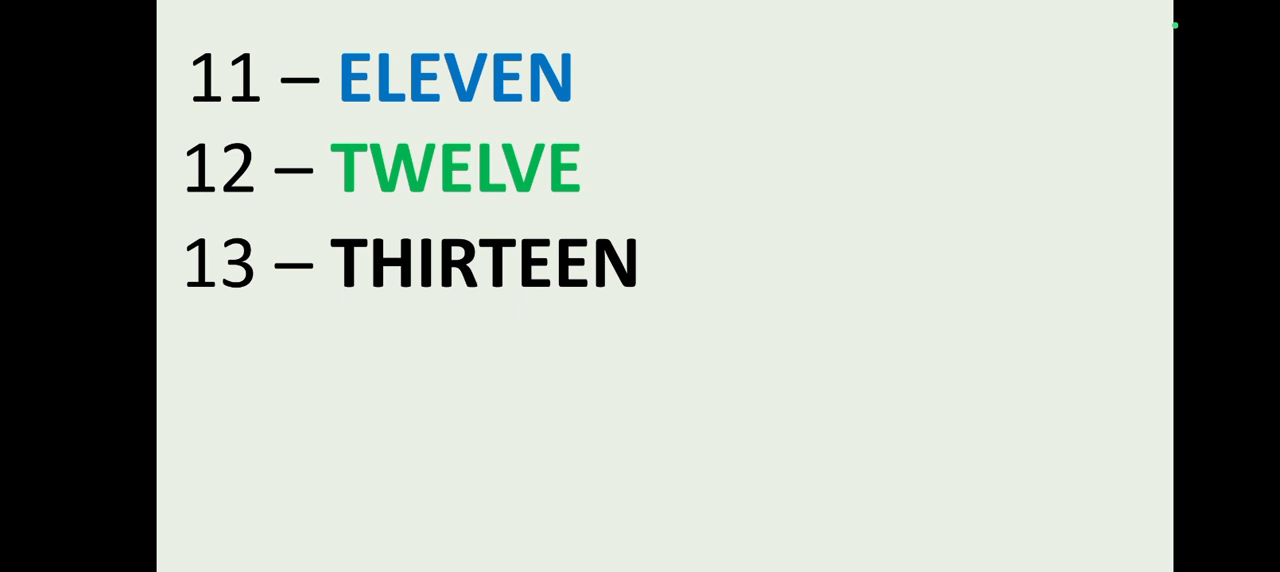 11 – ELEVEN
12 – TWELVE
13 – THIRTEEN